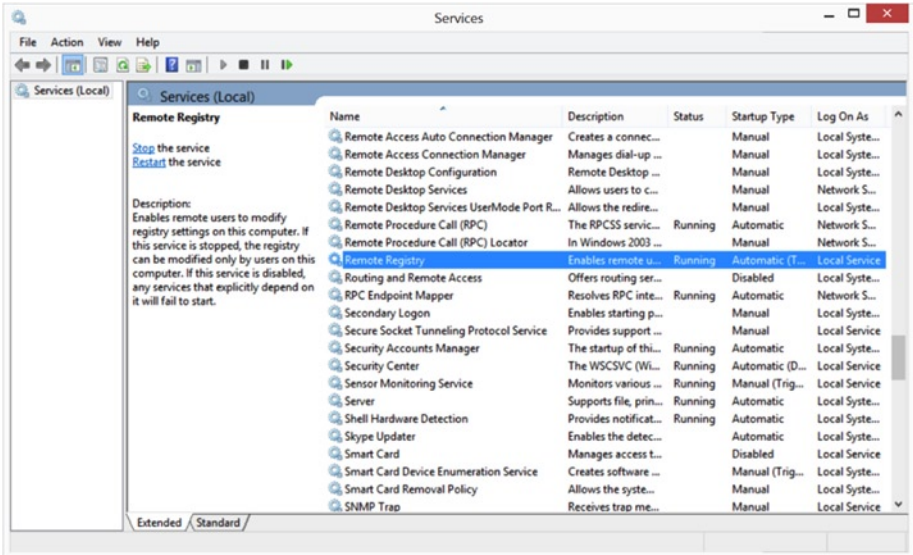 Services
File Action View Help
Services (Local)
Services (Local)
Remote Registry
Stop the service
Restart the service
Description:
Enables remote users to modify
registry settings on this computer. If
this service is stopped, the registry
can be modified only by users on this
computer. If this service is disabled,
any services that explicitly depend on
it will fail to start.
Name Description Status Startup Type Log On As
Remote Access Auto Connection Manager Creates a connec... Manual Local Syste...
Remote Access Connection Manager Manages dial-up ... Manual Local Syste...
Remote Desktop Configuration Remote Desktop ... Manual Local Syste...
Remote Desktop Services Allows users to c... Manual Network S...
Remote Desktop Services UserMode Port R... Allows the redire... Manual Local Syste...
Remote Procedure Call (RPC) The RPCSS servic... Running Automatic Network S...
Remote Procedure Call (RPC) Locator In Windows 2003 ... Manual Network S...
Remote Registry Enables remote u... Running Automatic (T... Local Service
Routing and Remote Access Offers routing ser... Disabled Local Syste...
RPC Endpoint Mapper Resolves RPC inte... Running Automatic Network S...
Secondary Logon Enables starting p... Manual Local Syste...
Secure Socket Tunneling Protocol Service Provides support ... Manual Local Service
Security Accounts Manager The startup of thi... Running Automatic Local Syste...
Security Center The WSCSVC (Wi... Running Automatic (D... Local Service
Sensor Monitoring Service Monitors various ... Running Manual (Trig... Local Service
Server Supports file, prin... Running Automatic Local Syste...
Shell Hardware Detection Provides notificat... Running Automatic Local Syste...
Skype Updater Enables the detec... Automatic Local Syste...
Smart Card Manages access t... Disabled Local Service
Smart Card Device Enumeration Service Creates software ... Manual (Trig... Local Syste...
Smart Card Removal Policy Allows the syste... Manual Local Syste...
SNMP Trap Receives trap me... Manual Local Service
Extended Standard